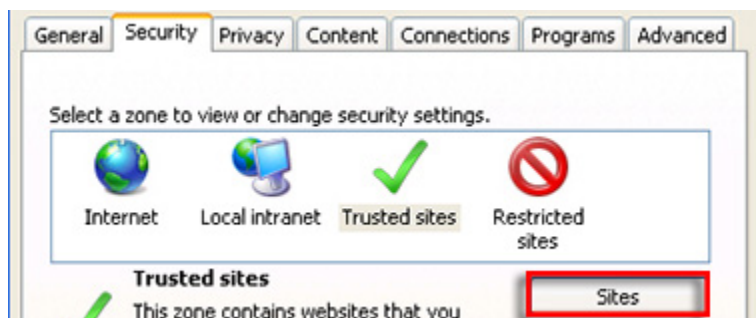 General Security Privacy Content Connections Programs Advanced
Select a zone to view or change security settings.
Internet Local intranet Trusted sites Restricted
sites
Trusted sites
Sites
This zone contains websites that you